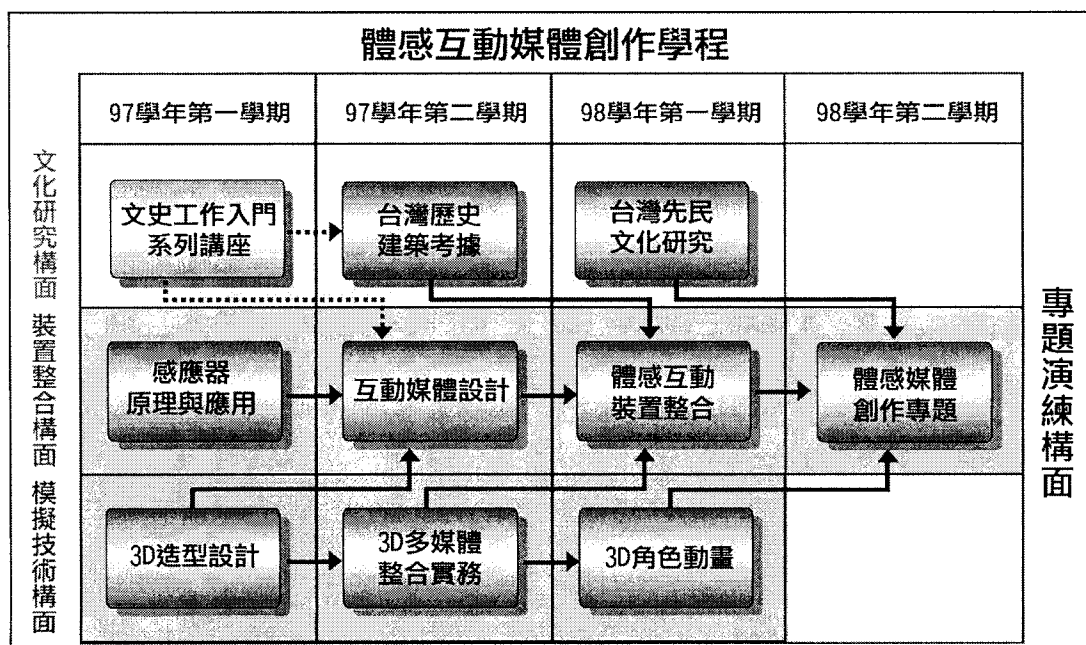 體感互動媒體創作學程
97學年第一學期
97學年第二學期
98學年第一學期
98學年第二學期
文化研究構面
文史工作入門
系列講座
台灣歷史
建築考據
台灣先民
文化研究
裝置整合構面
感應器
原理與應用
互動媒體設計
體感互動
裝置整合
體感媒體
創作專題
模擬技術構面
3D造型設計
3D多媒體
整合實務
3D角色動畫
專題演練構面